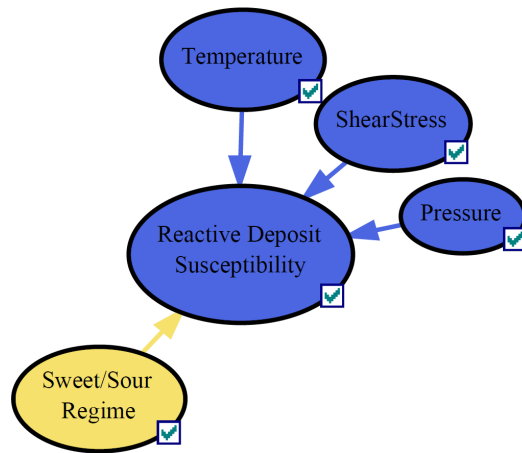 Temperature
ShearStress
Pressure
Reactive Deposit
Susceptibility
Sweet/Sour
Regime